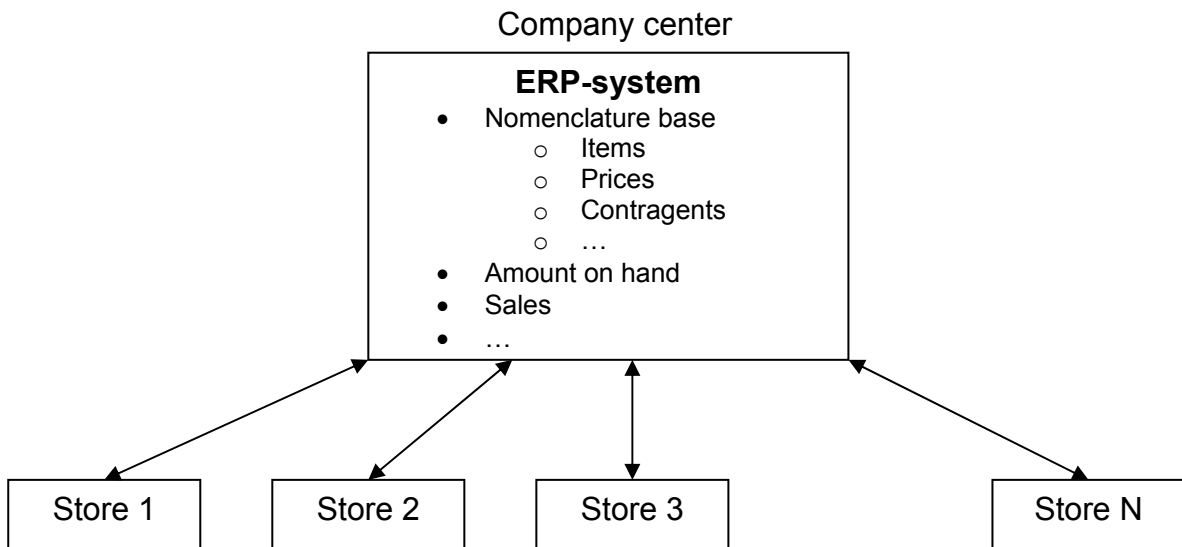 Company center
ERP-system
• Nomenclature base
o Items
o Prices
o Contragents
o …
• Amount on hand
• Sales
• …
Store 1 Store 2 Store 3 Store N